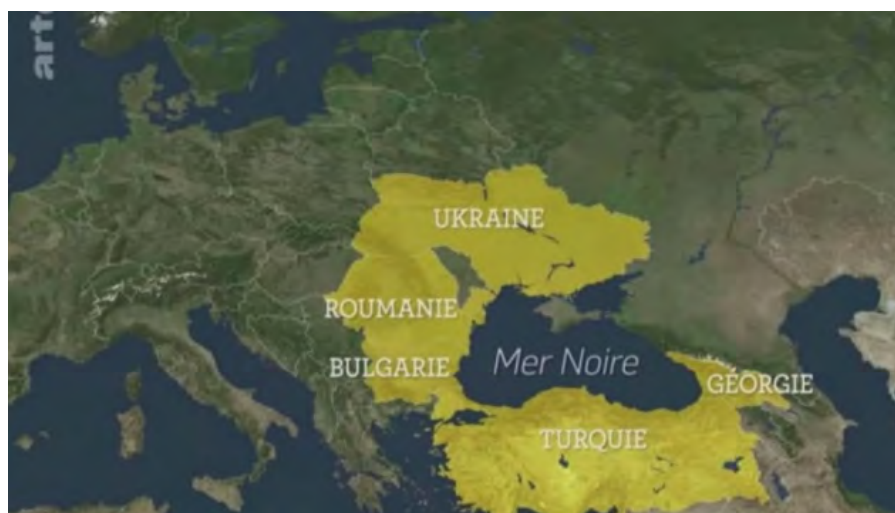 arte
UKRAINE
ROUMANIE
BULGARIE
Mer Noire
GÉORGIE
TURQUIE